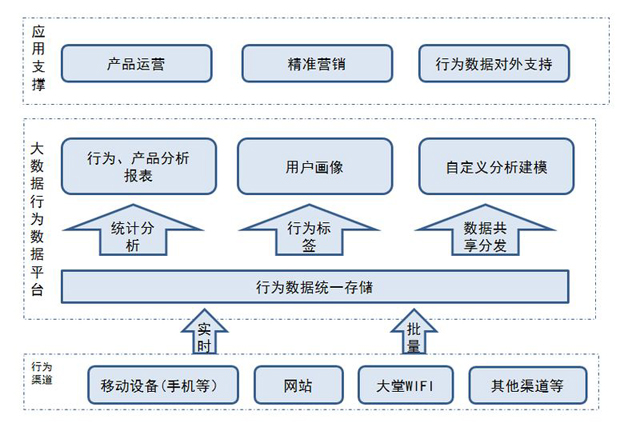 应用支撑
产品运营
精准营销
行为数据对外支持
大数据行为数据平台
行为、产品分析
报表
用户画像
自定义分析建模
统计分
析
行为标
签
数据共
享分发
行为数据统一存储
实
时
批
量
行为
渠道
移动设备(手机等)
网站
大堂WIFI
其他渠道等